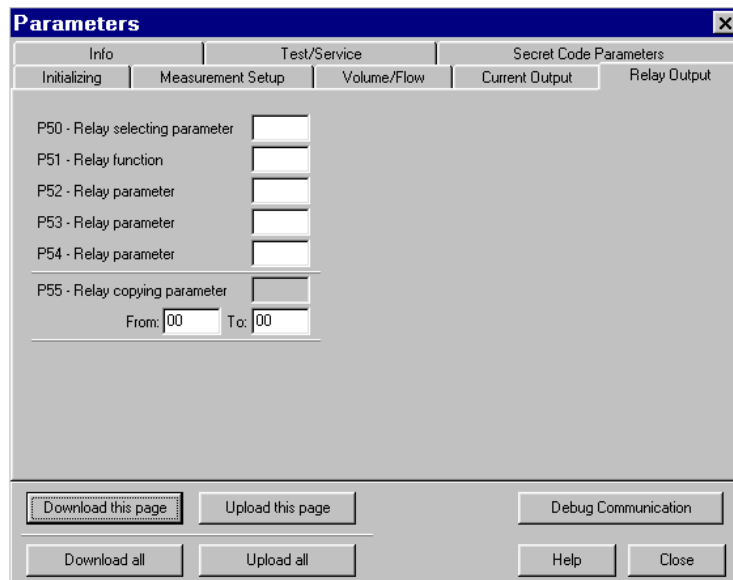 Parameters
Info Test/Service Secret Code Parameters
Initializing Measurement Setup Volume/Flow Current Output Relay Output
P50 - Relay selecting parameter
P51 - Relay function
P52 - Relay parameter
P53 - Relay parameter
P54 - Relay parameter
P55 - Relay copying parameter
From: 00 To: 00
Download this page Upload this page Debug Communication
Download all Upload all Help Close